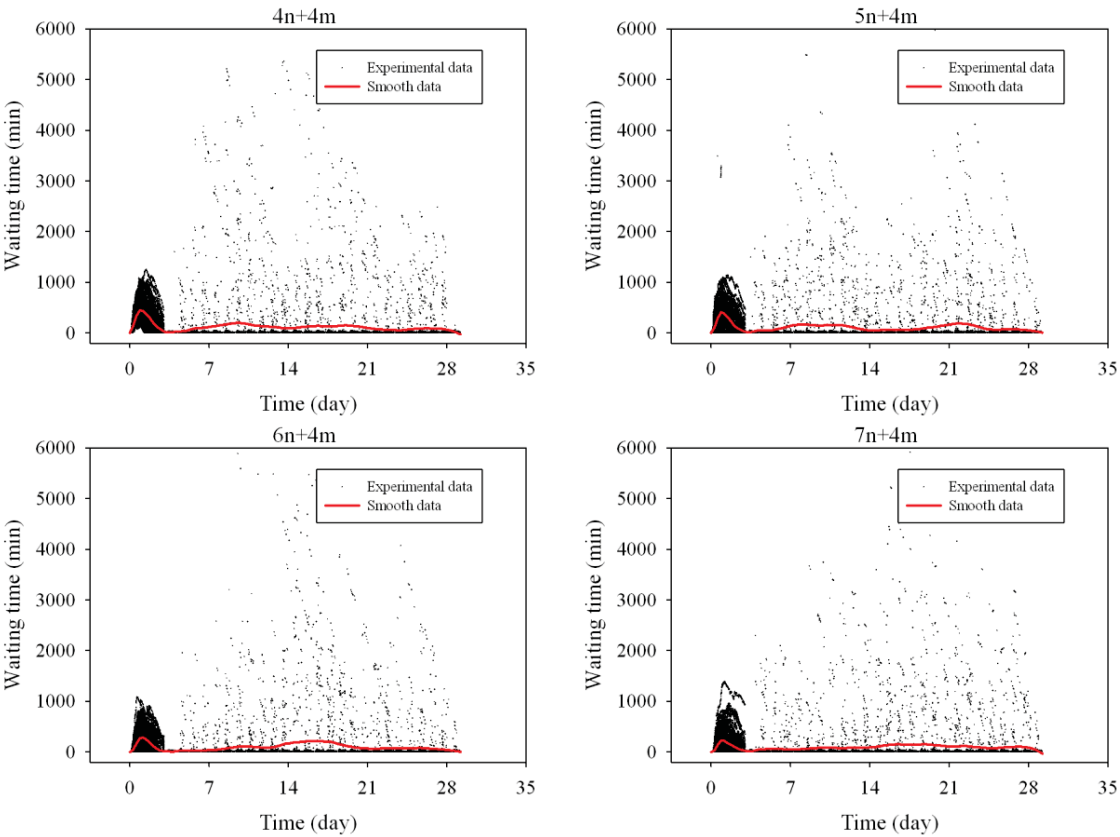 4n+4m
6000
5000
4000
3000
2000
1000
0
Waiting time (min)
Experimental data
Smooth data
0 7 14 21 28 35
Time (day)
5n+4m
6000
5000
4000
3000
2000
1000
0
Waiting time (min)
Experimental data
Smooth data
0 7 14 21 28 35
Time (day)
6n+4m
6000
5000
4000
3000
2000
1000
0
Waiting time (min)
Experimental data
Smooth data
0 7 14 21 28 35
Time (day)
7n+4m
6000
5000
4000
3000
2000
1000
0
Waiting time (min)
Experimental data
Smooth data
0 7 14 21 28 35
Time (day)